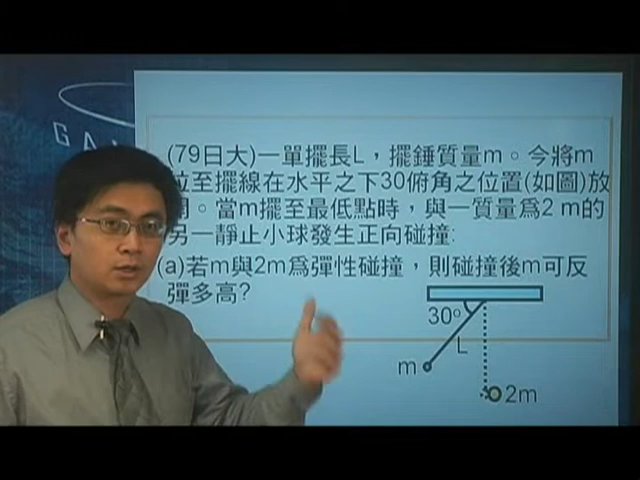 GA
(79日大)一單擺長L，擺錘質量m。今將m
至擺線在水平之下30俯角之位置(如圖)放
。當m擺至最低點時，與一質量為2 m的
另一靜止小球發生正向碰撞:
(a)若m與2m為彈性碰撞，則碰撞後m可反
彈多高?
30°
L
m
2m